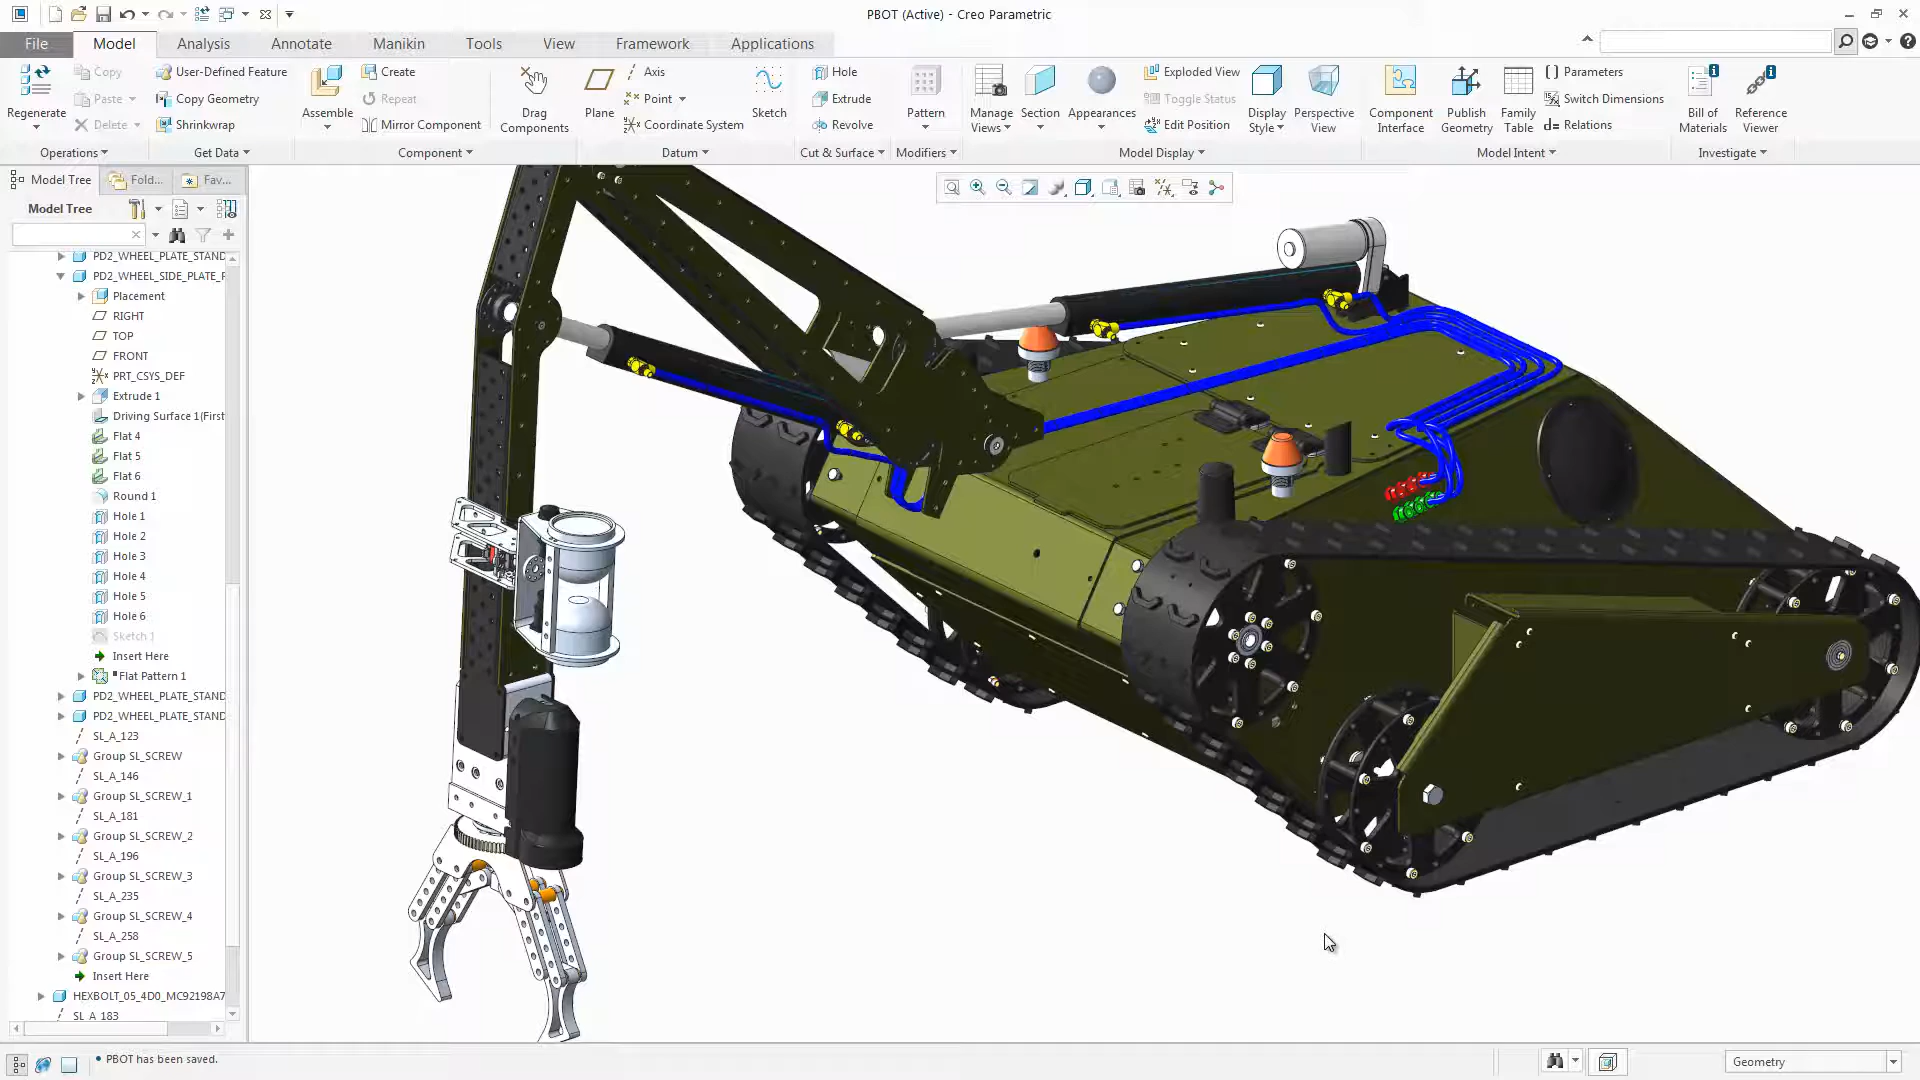 PBOT (Active) - Creo Parametric
File Model Analysis Annotate Manikin Tools View Framework Applications
Regenerate
Copy
Paste
Delete
Operations
User-Defined Feature
Copy Geometry
Shrinkwrap
Get Data
Assemble
Create
Repeat
Mirror Component
Component
Drag Components
Plane
Axis
Point
Coordinate System
Sketch
Datum
Hole
Extrude
Revolve
Cut & Surface
Pattern
Modifiers
Manage Views
Section
Appearances
Exploded View
Toggle Status
Edit Position
Display Style
Perspective View
Model Display
Component Interface
Publish Geometry
Family Table
Parameters
Switch Dimensions
Relations
Model Intent
Bill of Materials
Reference Viewer
Investigate
Model Tree Fold... Fav...
Model Tree
PD2_WHEEL_PLATE_STAND
PD2_WHEEL_SIDE_PLATE_F
Placement
RIGHT
TOP
FRONT
PRT_CSYS_DEF
Extrude 1
Driving Surface 1(First
Flat 4
Flat 5
Flat 6
Round 1
Hole 1
Hole 2
Hole 3
Hole 4
Hole 5
Hole 6
Sketch 1
Insert Here
Flat Pattern 1
PD2_WHEEL_PLATE_STAND
PD2_WHEEL_PLATE_STAND
SL_A_123
Group SL_SCREW
SL_A_146
Group SL_SCREW_1
SL_A_181
Group SL_SCREW_2
SL_A_196
Group SL_SCREW_3
SL_A_235
Group SL_SCREW_4
SL_A_258
Group SL_SCREW_5
Insert Here
HEXBOLT_05_4D0_MC92198A7
SL_A_183
PBOT has been saved.
Geometry